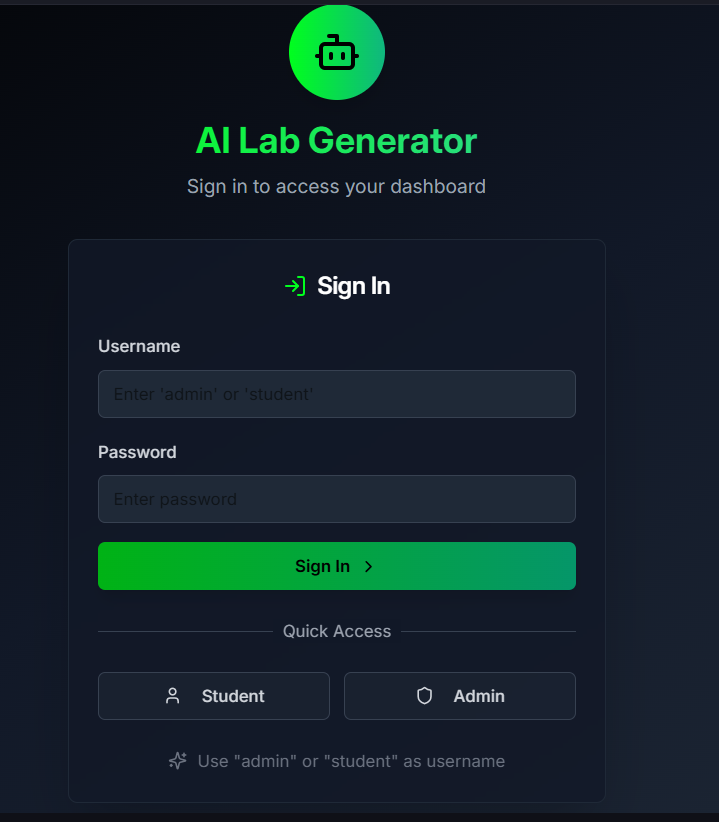 AI Lab Generator
Sign in to access your dashboard
Sign In
Username
Enter 'admin' or 'student'
Password
Enter password
Sign In
Quick Access
Student
Admin
Use "admin" or "student" as username